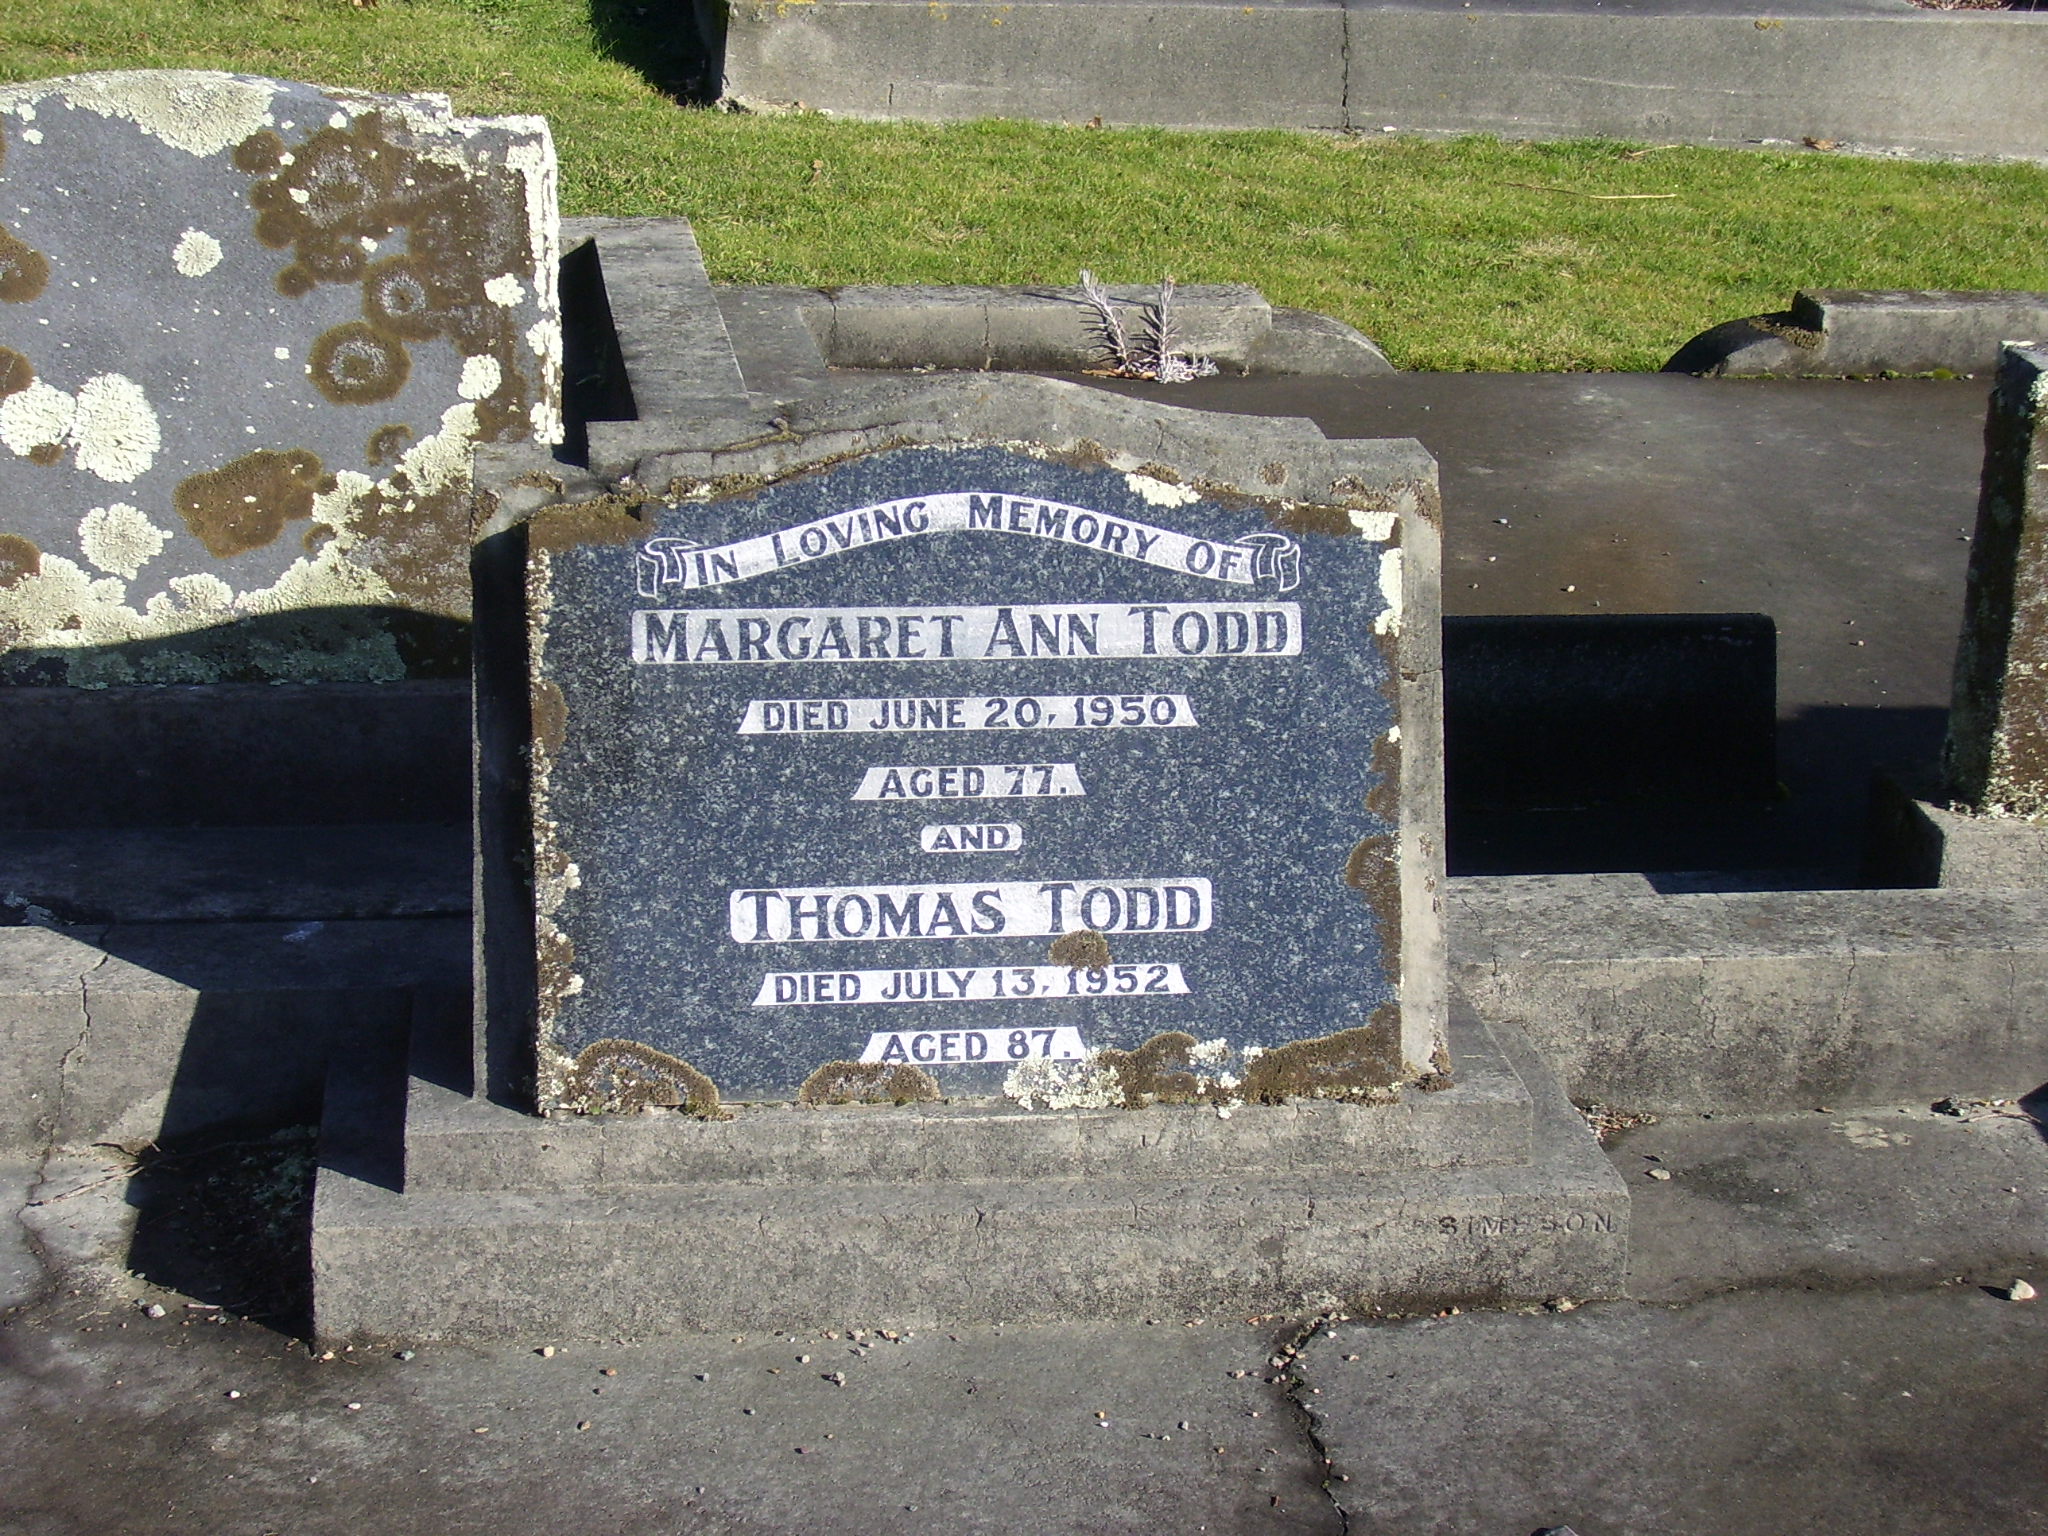 IN LOVING MEMORY OF
MARGARET ANN TODD
DIED JUNE 20, 1950
AGED 77.
AND
THOMAS TODD
DIED JULY 13, 1952
AGED 87.
SIMPSON